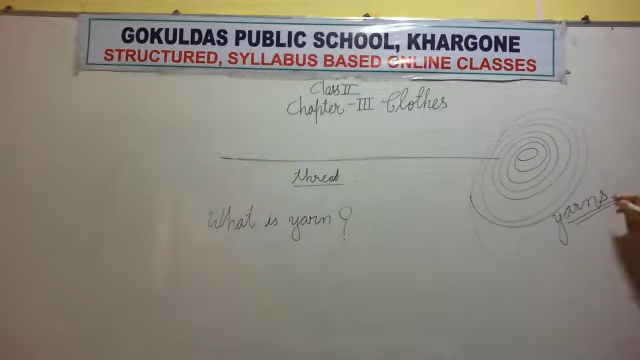 GOKULDAS PUBLIC SCHOOL, KHARGONE
STRUCTURED, SYLLABUS BASED ONLINE CLASSES
Class II
Chapter-III-Clothes
thread
What is yarn?
yarns